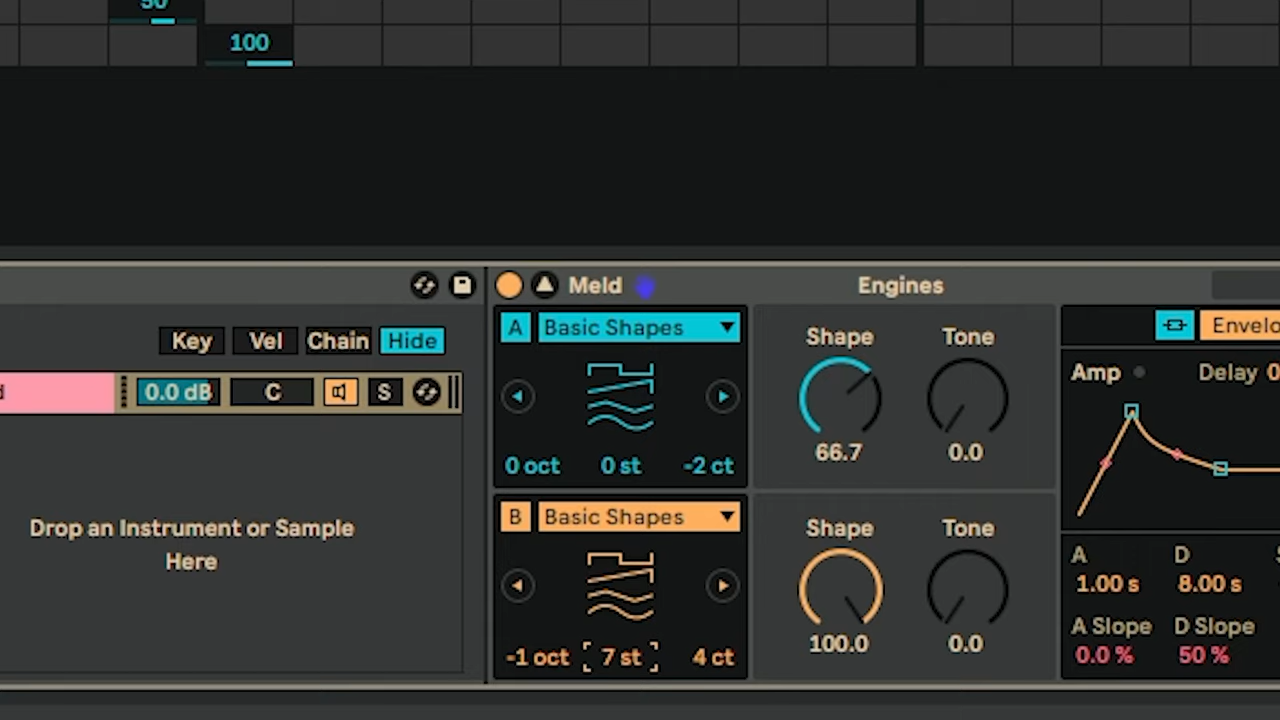 50
100
Meld
Engines
Key Vel Chain Hide
A Basic Shapes
Shape Tone
Envelo
Amp Delay 0
0.0 dB C S
66.7 0.0
0 oct 0 st -2 ct
B Basic Shapes
Shape Tone
Drop an Instrument or Sample
Here
A D
1.00 s 8.00 s
A Slope D Slope
100.0 0.0
-1 oct 7 st 4 ct
0.0 % 50 %